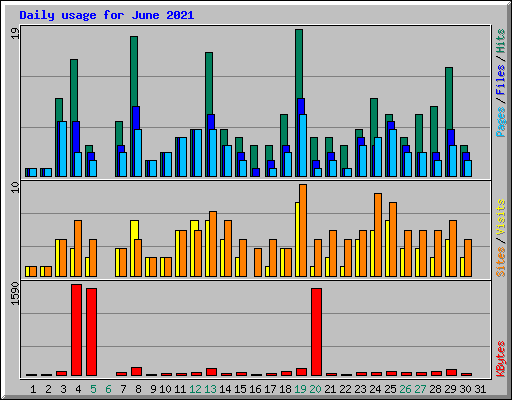 Daily usage for June 2021
19
Pages / Files / Hits
10
Sites / Visits
1590
KBytes
1 2 3 4 5 6 7 8 9 10 11 12 13 14 15 16 17 18 19 20 21 22 23 24 25 26 27 28 29 30 31